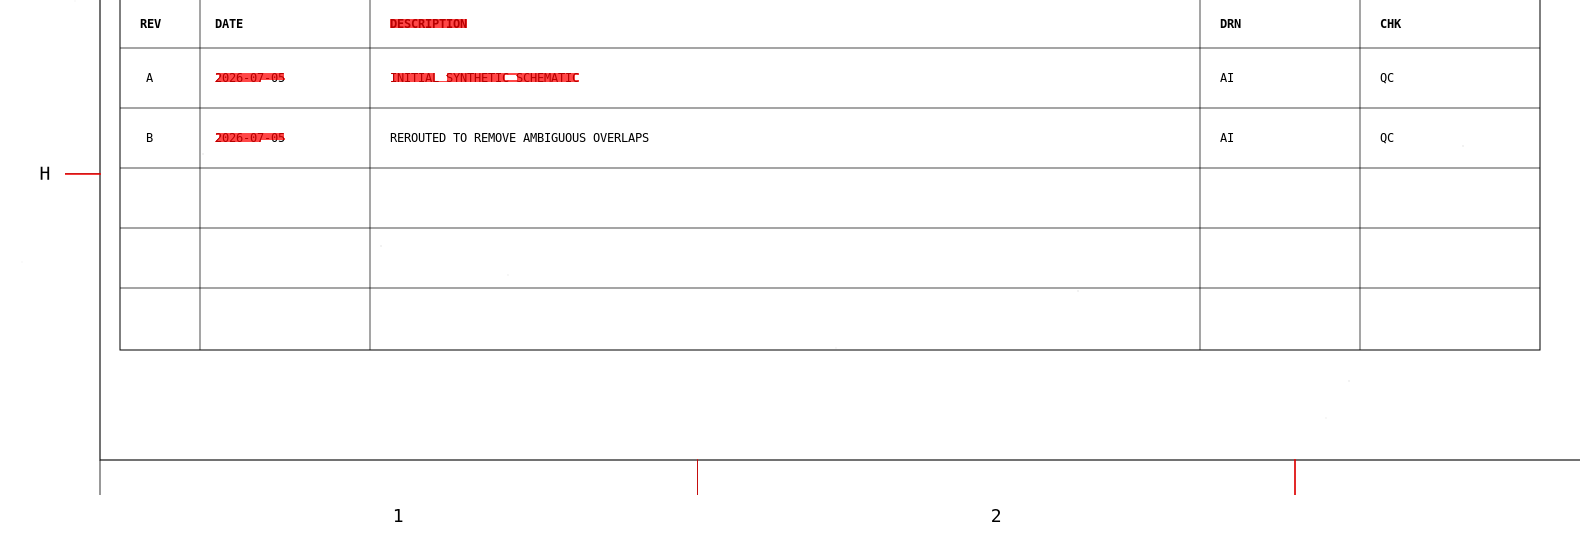 REV DATE DESCRIPTION DRN CHK
A 2026-07-05 INITIAL SYNTHETIC SCHEMATIC AI QC
B 2026-07-05 REROUTED TO REMOVE AMBIGUOUS OVERLAPS AI QC
H
1 2